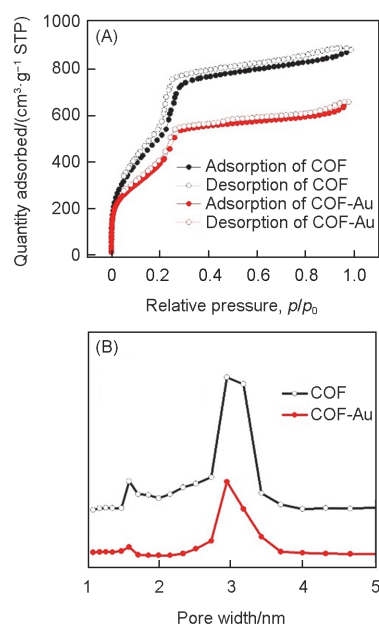 (A)
Quantity adsorbed/(cm³·g⁻¹ STP)
1000
800
600
400
200
0
Adsorption of COF
Desorption of COF
Adsorption of COF-Au
Desorption of COF-Au
0 0.2 0.4 0.6 0.8 1.0
Relative pressure, p/p₀
(B)
COF
COF-Au
1 2 3 4 5
Pore width/nm